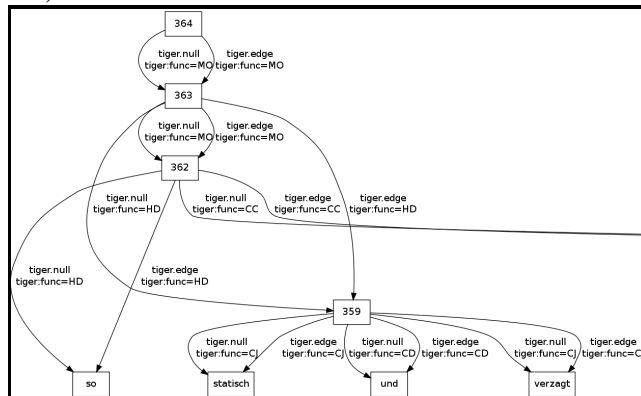 364
tiger.null tiger.edge
tiger:func=MO tiger:func=MO
363
tiger.null tiger.edge
tiger:func=MO tiger:func=MO
362
tiger.null tiger.null tiger.edge tiger.edge
tiger:func=HD tiger:func=CC tiger:func=CC tiger:func=HD
tiger.null tiger.edge
tiger:func=HD tiger:func=HD
359
tiger.null tiger.edge tiger.null tiger.edge tiger.null tiger.edge
tiger:func=CJ tiger:func=CJ tiger:func=CD tiger:func=CD tiger:func=CJ
so statisch und verzagt